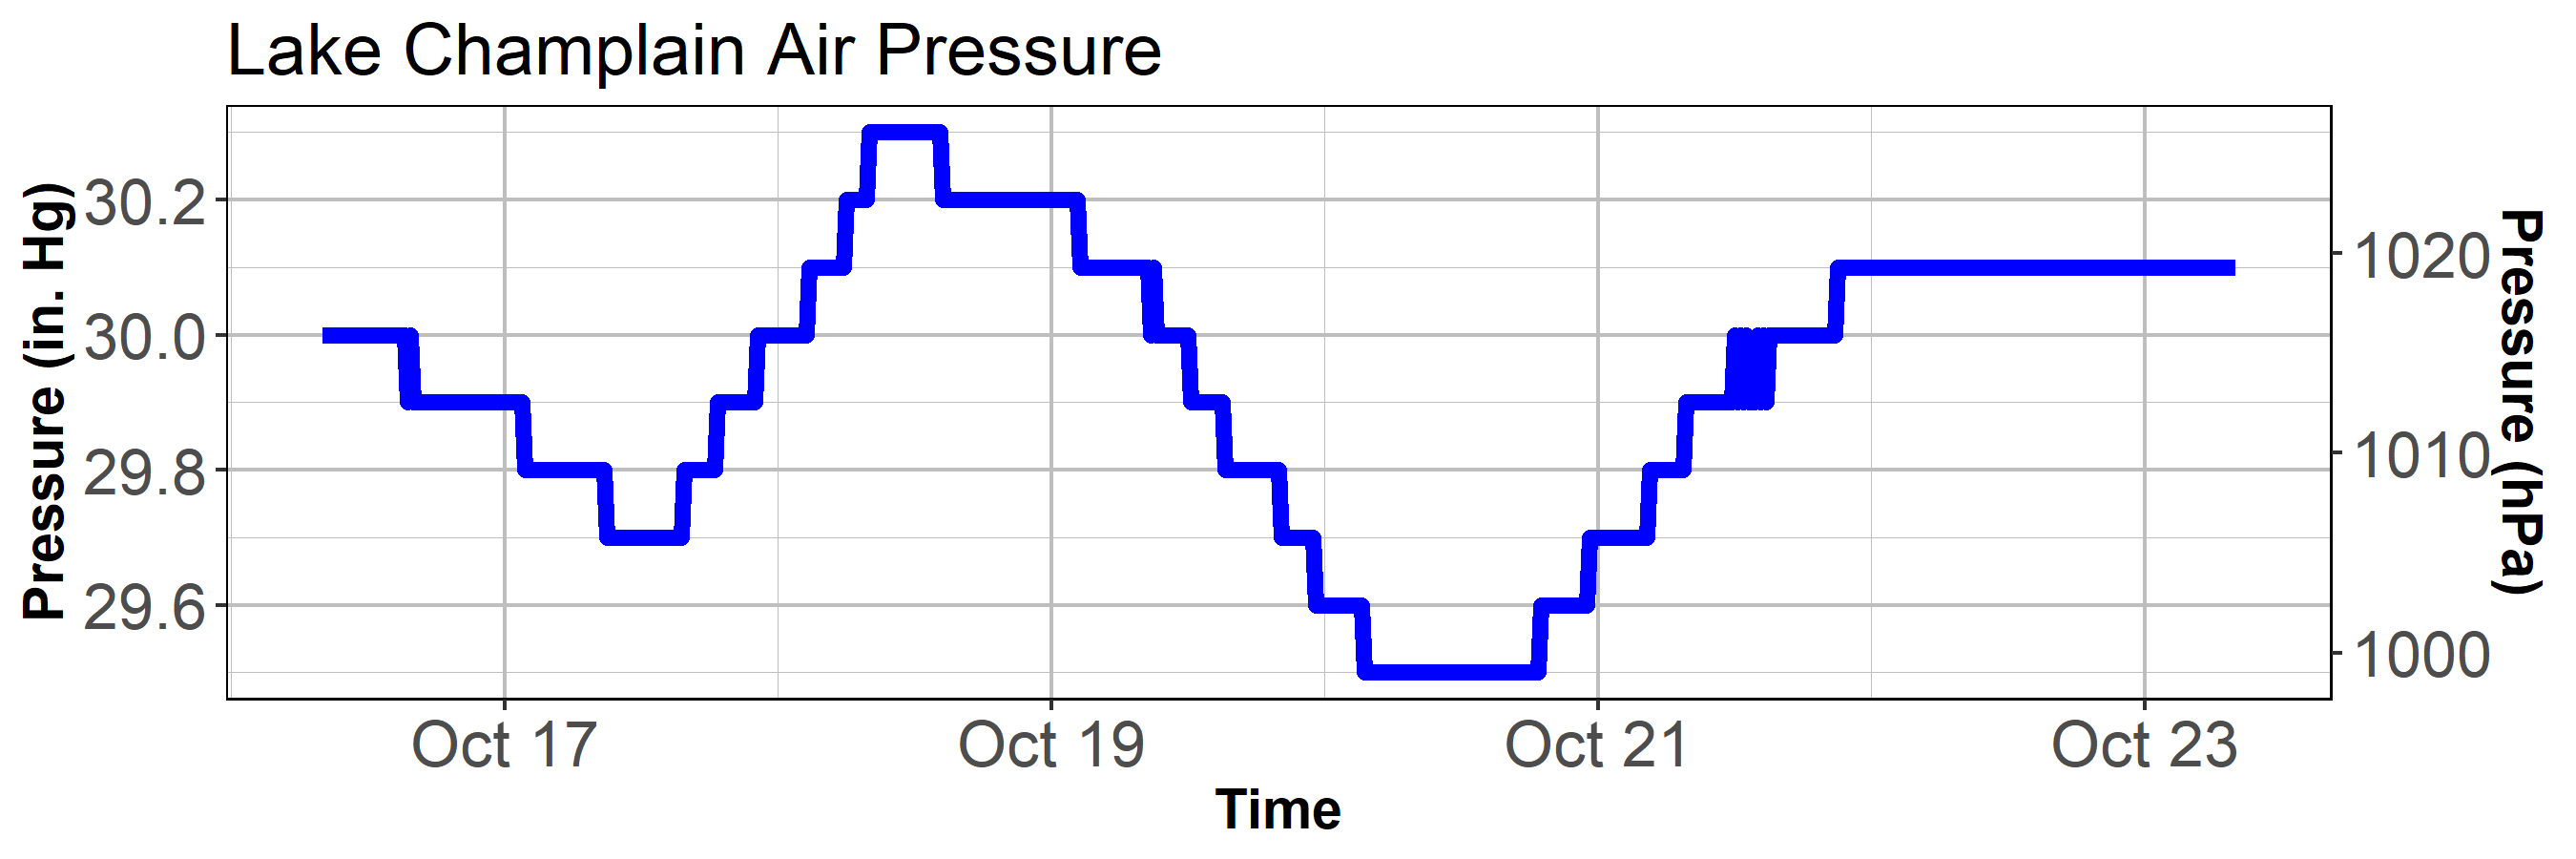 Lake Champlain Air Pressure
Pressure (in. Hg)
30.2
30.0
29.8
29.6
1020
1010
1000
Pressure (hPa)
Oct 17
Oct 19
Oct 21
Oct 23
Time